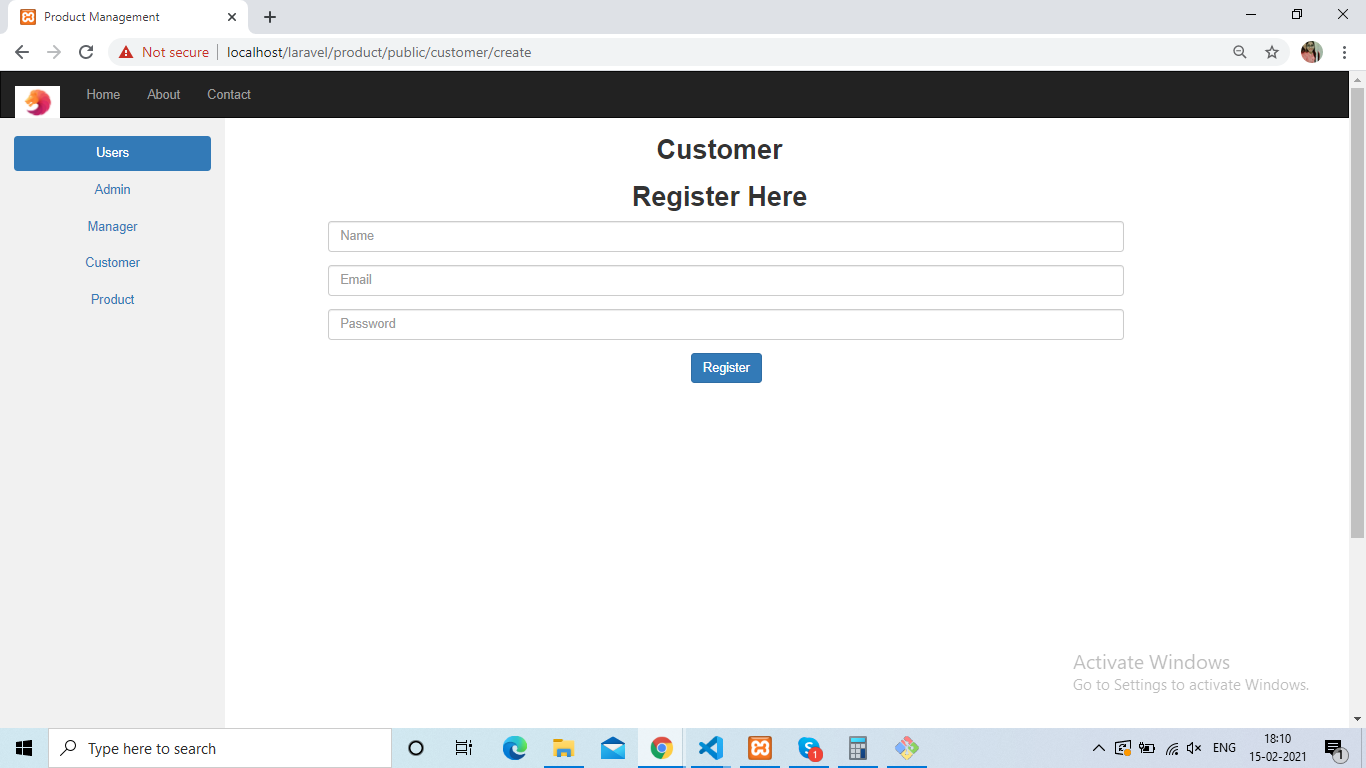 Product Management
Not secure
localhost/laravel/product/public/customer/create
Home About Contact
Users
Admin
Manager
Customer
Product
Customer
Register Here
Name
Email
Password
Register
Activate Windows
Go to Settings to activate Windows.
Type here to search
1
ENG
18:10
15-02-2021
1